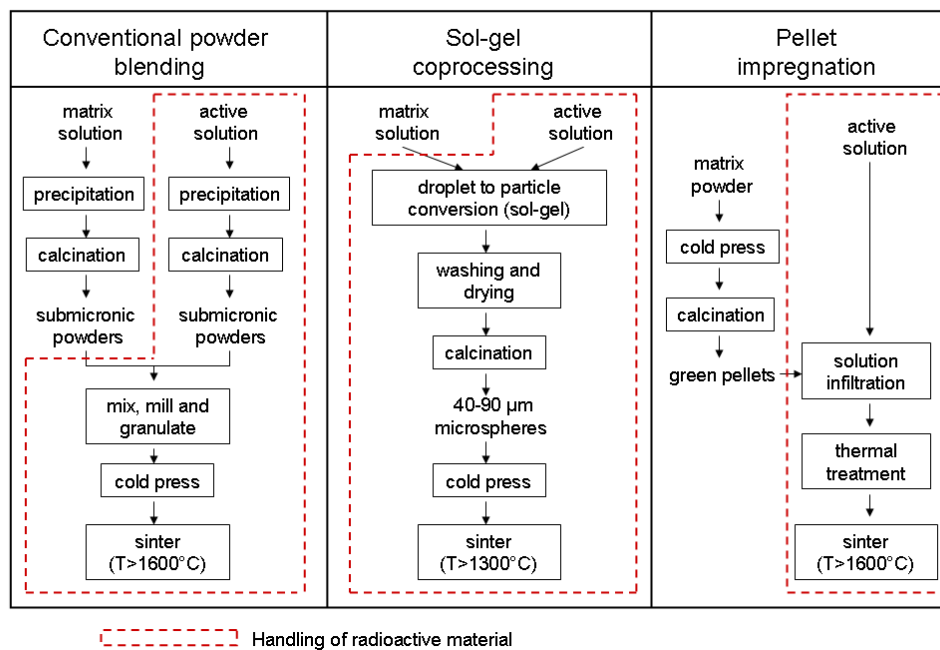 Conventional powder
blending
matrix
solution
active
solution
precipitation
precipitation
calcination
calcination
submicronic
powders
submicronic
powders
mix, mill and
granulate
cold press
sinter
(T>1600°C)
Sol-gel
coprocessing
matrix
solution
active
solution
droplet to particle
conversion (sol-gel)
washing and
drying
calcination
40-90 µm
microspheres
cold press
sinter
(T>1300°C)
Pellet
impregnation
matrix
powder
active
solution
cold press
calcination
green pellets
solution
infiltration
thermal
treatment
sinter
(T>1600°C)
Handling of radioactive material